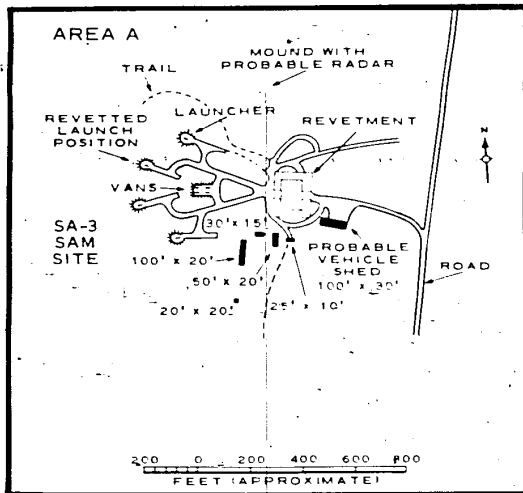 AREA A
MOUND WITH
PROBABLE RADAR
TRAIL
LAUNCHER
REVETTED
LAUNCH
POSITION
REVETMENT
N
VANS
SA-3
SAM
SITE
30' x 15'
100' x 20'
50' x 20'
20' x 20'
25' x 10'
PROBABLE
VEHICLE
SHED
100' x 30'
ROAD
200 0 200 400 600 800
FEET (APPROXIMATE)